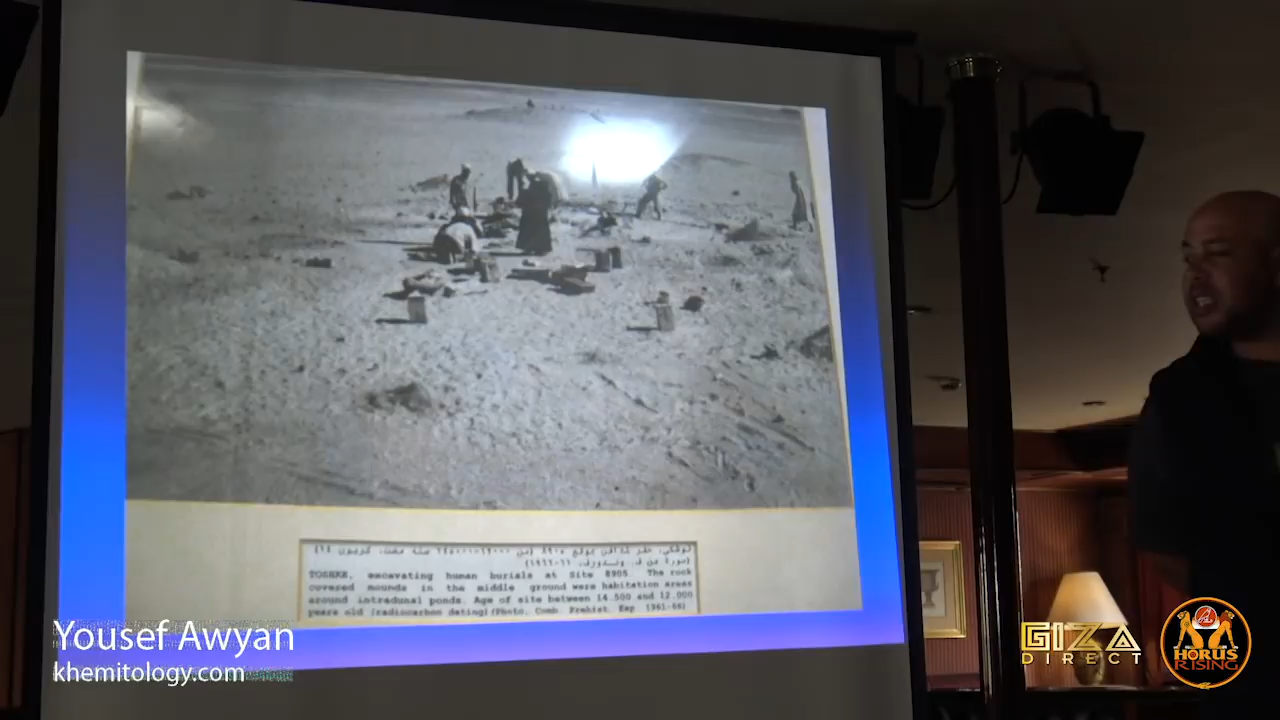 TOSHKE, excavating human burials at Site 8905. The rock
covered mounds in the middle ground were habitation areas
around intradunal ponds. Age of site between 14.500 and 12.000
years old (radiocarbon dating)(Photo. Comb. Prehist. Exp 1961-66)
Yousef Awyan
khemitology.com
GIZA
DIRECT
HORUS
RISING